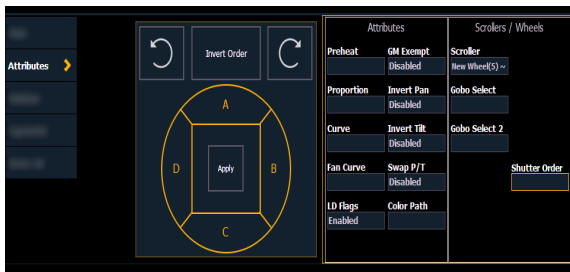 Attributes
Invert Order
A
B
C
D
Apply
Attributes
Scrollers / Wheels
Preheat
GM Exempt
Disabled
Scroller
New Wheel(5) ~
Proportion
Invert Pan
Disabled
Gobo Select
Curve
Invert Tilt
Disabled
Gobo Select 2
Fan Curve
Swap P/T
Disabled
Shutter Order
LD Flags
Enabled
Color Path